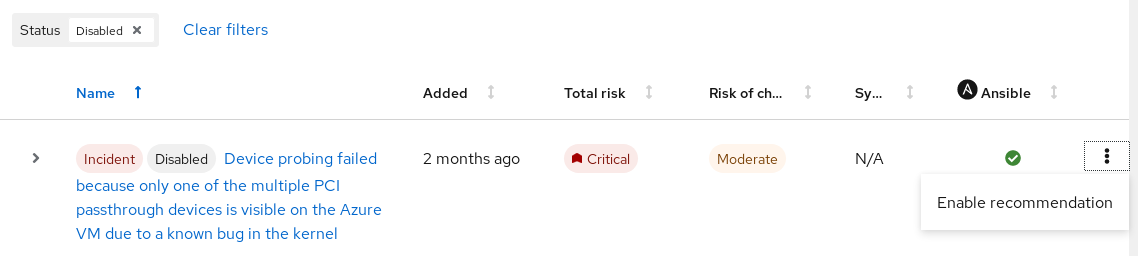 Status Disabled Clear filters
Name Added Total risk Risk of ch... Sy... Ansible
Incident Disabled Device probing failed 2 months ago Critical Moderate N/A
because only one of the multiple PCI
passthrough devices is visible on the Azure
Enable recommendation
VM due to a known bug in the kernel